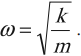 ω = √(k/m) .